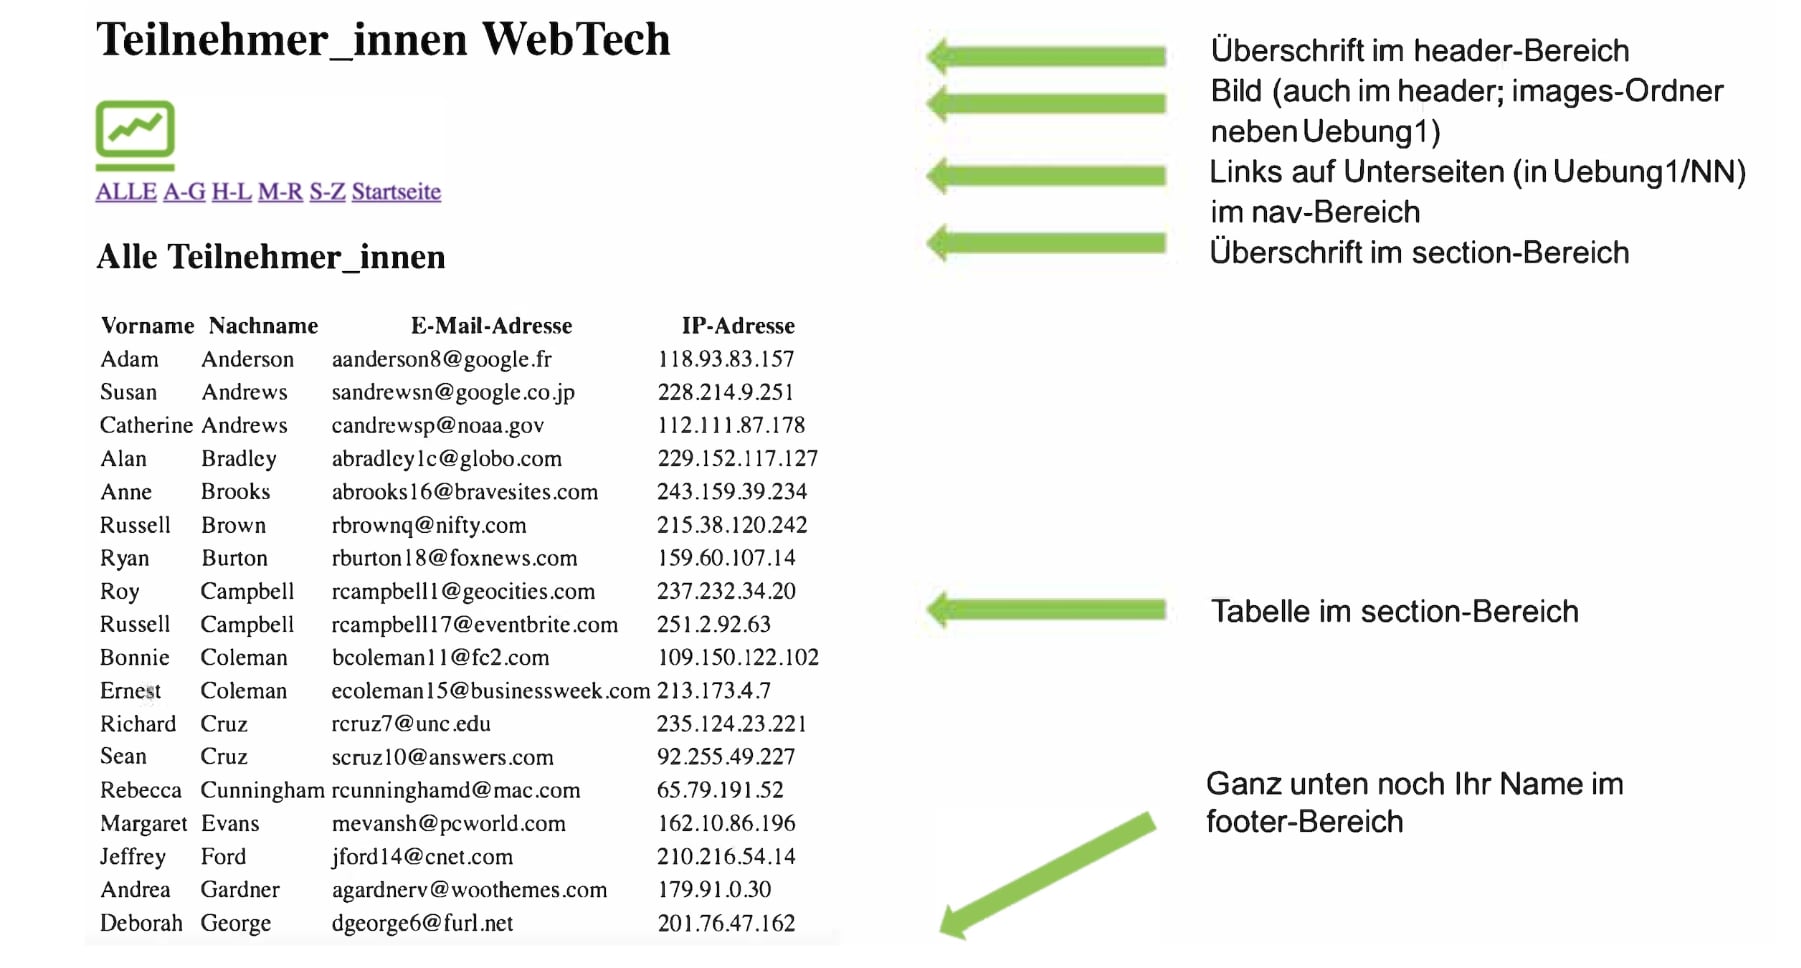 Teilnehmer_innen WebTech
ALLE A-G H-L M-R S-Z Startseite
Alle Teilnehmer_innen
Vorname Nachname E-Mail-Adresse IP-Adresse
Adam Anderson aanderson8@google.fr 118.93.83.157
Susan Andrews sandrewsn@google.co.jp 228.214.9.251
Catherine Andrews candrewsp@noaa.gov 112.111.87.178
Alan Bradley abradley1c@globo.com 229.152.117.127
Anne Brooks abrooks16@bravesites.com 243.159.39.234
Russell Brown rbrownq@nifty.com 215.38.120.242
Ryan Burton rburton18@foxnews.com 159.60.107.14
Roy Campbell rcampbell1@geocities.com 237.232.34.20
Russell Campbell rcampbell17@eventbrite.com 251.2.92.63
Bonnie Coleman bcoleman11@fc2.com 109.150.122.102
Ernest Coleman ecoleman15@businessweek.com 213.173.4.7
Richard Cruz rcruz7@unc.edu 235.124.23.221
Sean Cruz scruz10@answers.com 92.255.49.227
Rebecca Cunningham rcunninghamd@mac.com 65.79.191.52
Margaret Evans mevansh@pcworld.com 162.10.86.196
Jeffrey Ford jford14@cnet.com 210.216.54.14
Andrea Gardner agardnerv@woothemes.com 179.91.0.30
Deborah George dgeorge6@furl.net 201.76.47.162
Überschrift im header-Bereich
Bild (auch im header; images-Ordner
neben Uebung1)
Links auf Unterseiten (in Uebung1/NN)
im nav-Bereich
Überschrift im section-Bereich
Tabelle im section-Bereich
Ganz unten noch Ihr Name im
footer-Bereich